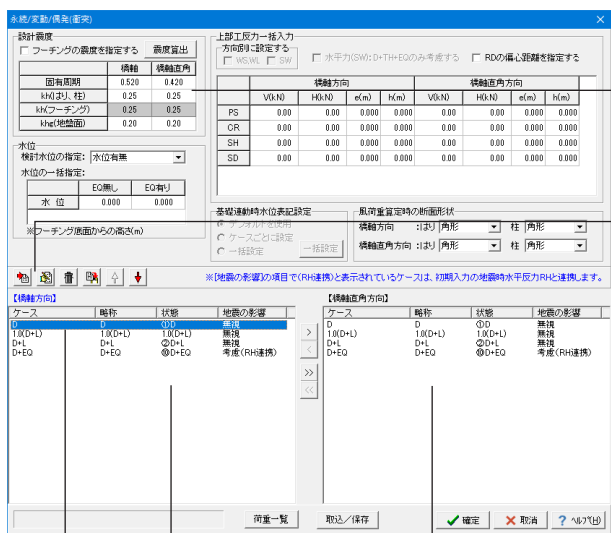 永続/変動/偶発(衝突)
設計震度
フーチングの震度を指定する 震度算出
橋軸 橋軸直角
固有周期 0.520 0.420
kh(はり、柱) 0.25 0.25
kh(フーチング) 0.25 0.25
khg(地盤面) 0.20 0.20
水位
検討水位の指定: 水位有無
水位の一括指定:
EQ無し EQ有り
水 位 0.000 0.000
※フーチング底面からの高さ(m)
上部工反力一括入力
方向別に設定する
WS,WL SW
水平力(SW):D+TH+EQのみ考慮する
RDの偏心距離を指定する
橋軸方向 橋軸直角方向
V(kN) H(kN) e(m) h(m) V(kN) H(kN) e(m) h(m)
PS 0.00 0.00 0.000 0.000 0.00 0.00 0.000 0.000
CR 0.00 0.00 0.000 0.000 0.00 0.00 0.000 0.000
SH 0.00 0.00 0.000 0.000 0.00 0.00 0.000 0.000
SD 0.00 0.00 0.000 0.000 0.00 0.00 0.000 0.000
基礎連動時水位表記設定
デフォルトを使用
ケースごとに設定
一括設定 一括設定
風荷重算定時の断面形状
橋軸方向 :はり 角形 柱 角形
橋軸直角方向 :はり 角形 柱 角形
※[地震の影響]の項目で(RH連携)と表示されているケースは、初期入力の地震時水平反力RHと連携します。
【橋軸方向】
ケース 略称 状態 地震の影響
D D ①D 無視
1.0(D+L) 1.0(D+L) 1.0(D+L) 無視
D+L D+L ②D+L 無視
D+EQ D+EQ ⑩D+EQ 考慮(RH連携)
>
<
>>
<<
【橋軸直角方向】
ケース 略称 状態 地震の影響
D D ①D 無視
1.0(D+L) 1.0(D+L) 1.0(D+L) 無視
D+L D+L ②D+L 無視
D+EQ D+EQ ⑩D+EQ 考慮(RH連携)
荷重一覧 取込/保存 確定 取消 ? ヘルプ(H)